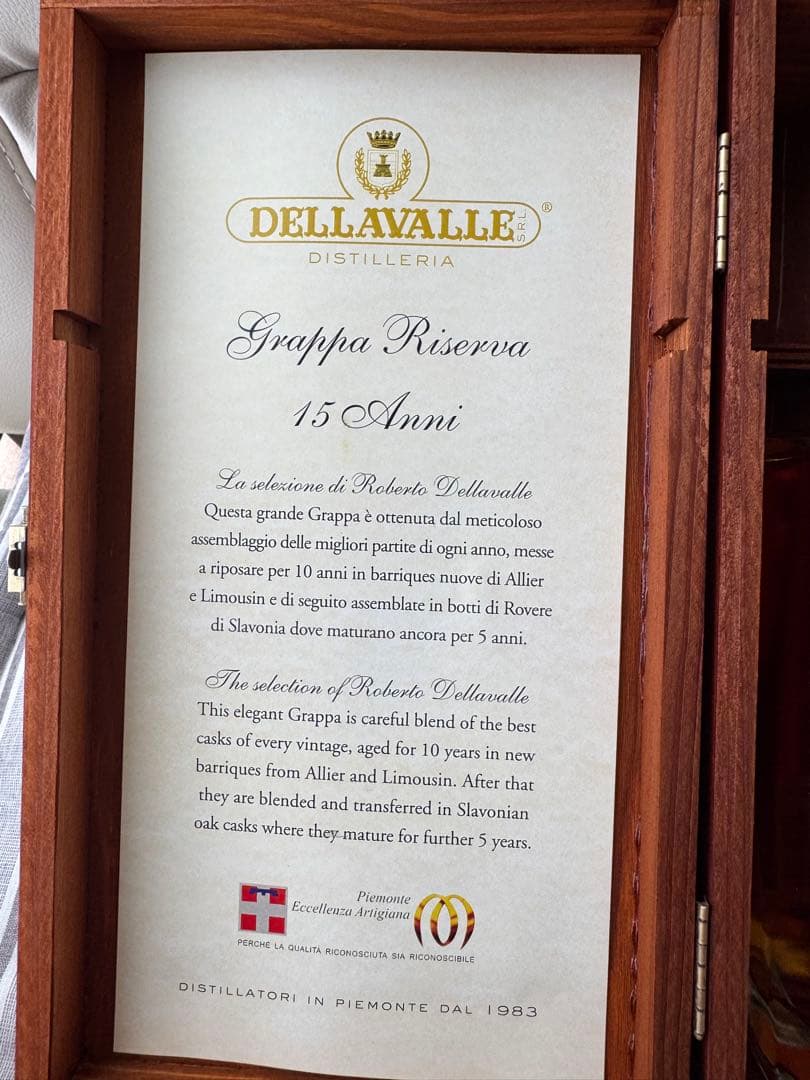 DELLAVALLE SRL ®
DISTILLERIA
Grappa Riserva
15 Anni
La selezione di Roberto Dellavalle
Questa grande Grappa è ottenuta dal meticoloso
assemblaggio delle migliori partite di ogni anno, messe
a riposare per 10 anni in barriques nuove di Allier
e Limousin e di seguito assemblate in botti di Rovere
di Slavonia dove maturano ancora per 5 anni.
The selection of Roberto Dellavalle
This elegant Grappa is careful blend of the best
casks of every vintage, aged for 10 years in new
barriques from Allier and Limousin. After that
they are blended and transferred in Slavonian
oak casks where they mature for further 5 years.
Piemonte
Eccellenza Artigiana
PERCHÉ LA QUALITÀ RICONOSCIUTA SIA RICONOSCIBILE
DISTILLATORI IN PIEMONTE DAL 1983